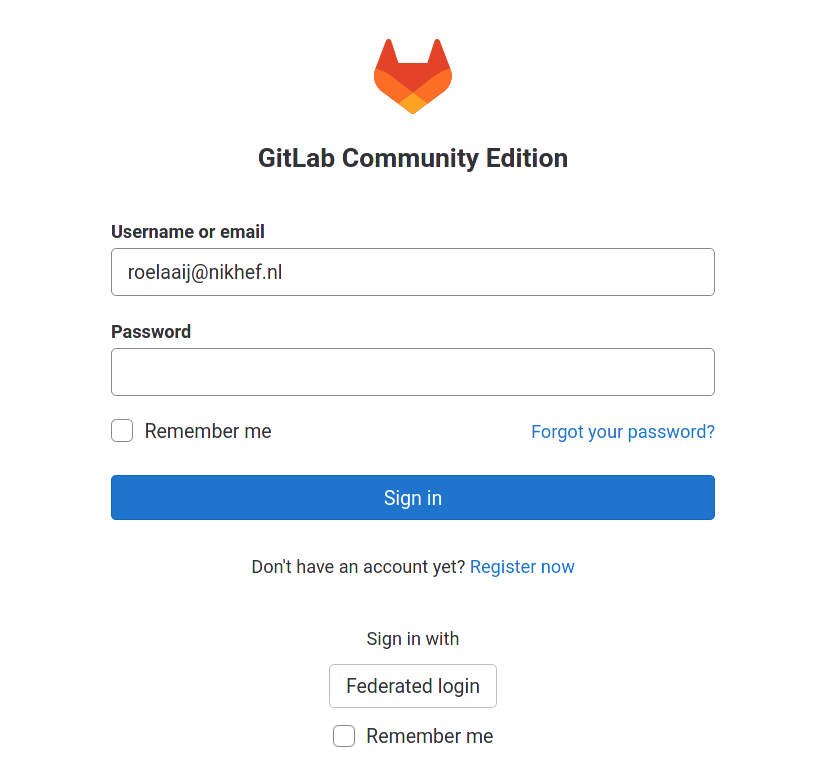 GitLab Community Edition
Username or email
roelaaij@nikhef.nl
Password
Remember me
Forgot your password?
Sign in
Don't have an account yet? Register now
Sign in with
Federated login
Remember me